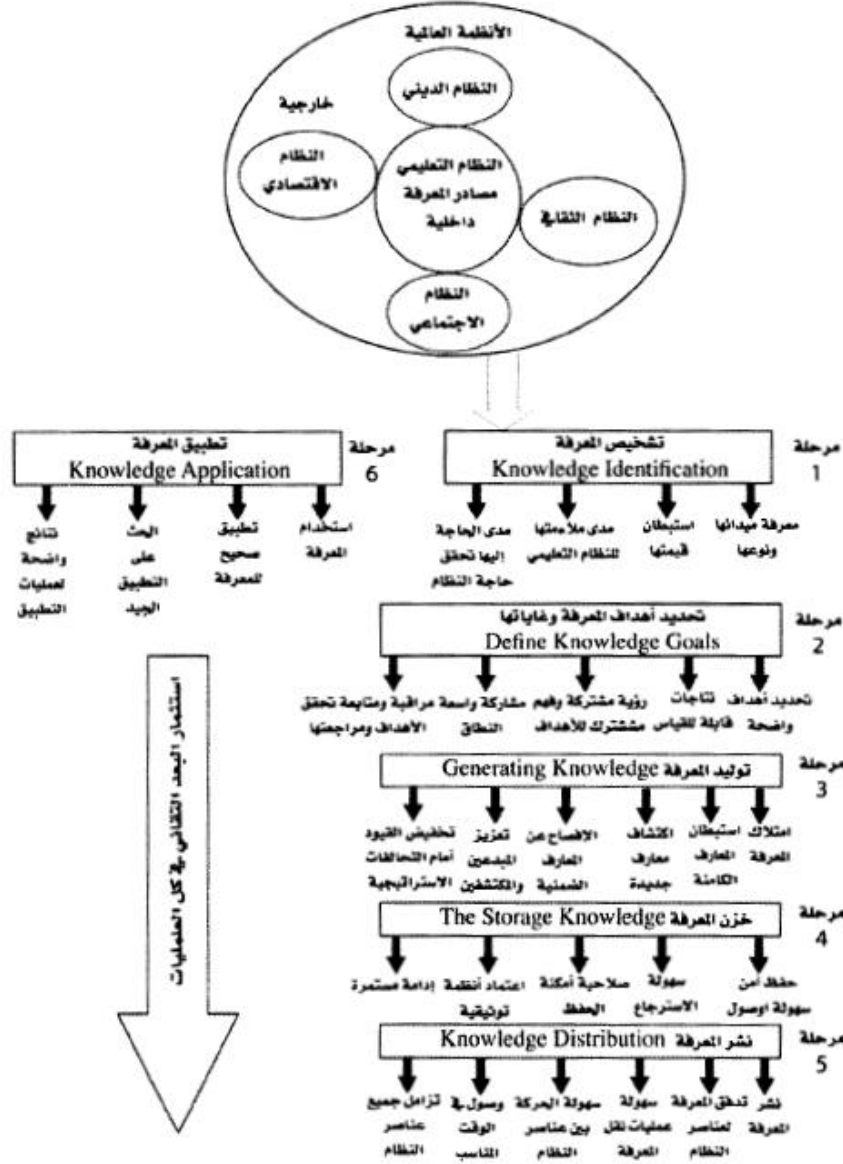 الأنظمة العالمية
النظام الديني
خارجية
النظام
الاقتصادي
النظام التعليمي
مصادر المعرفة
داخلية
النظام الثقافي
النظام
الاجتماعي
مرحلة
1
تشخيص المعرفة
Knowledge Identification
معرفة ميدانها
ونوعها
استبطان
قيمتها
مدى ملاءمتها
للنظام التعليمي
مدى الحاجة
إليها تحقق
حاجة النظام
مرحلة
6
تطبيق المعرفة
Knowledge Application
استخدام
المعرفة
تطبيق
صحيح
للمعرفة
الحث
على
التطبيق
الجيد
نتائج
واضحة
لعمليات
التطبيق
مرحلة
2
تحديد أهداف المعرفة وغاياتها
Define Knowledge Goals
تحديد أهداف
واضحة
نتاجات
قابلة للقياس
رؤية مشتركة وفهم
مششترك للأهداف
مشاركة واسعة
النطاق
مراقبة ومتابعة تحقق
الأهداف ومراجعتها
مرحلة
3
توليد المعرفة Generating Knowledge
امتلاك
المعرفة
استبطان
المعارف
الكامنة
اكتشاف
معارف
جديدة
الإفصاح عن
المعارف
الضمنية
تعزيز
المبدعين
والمكتشفين
تخفيض القيود
أمام التحالفات
الاستراتيجية
مرحلة
4
خزن المعرفة The Storage Knowledge
حفظ آمن
سهولة اوصول
سهولة
الاسترجاع
صلاحية أمكنة
الحفظ
اعتماد أنظمة
توثيقية
إدامة مستمرة
مرحلة
5
نشر المعرفة Knowledge Distribution
نشر
المعرفة
تدفق المعرفة
لعناصر
النظام
سهولة
عمليات نقل
المعرفة
سهولة الحركة
بين عناصر
النظام
وصول في
الوقت
المناسب
تزامل جميع
عناصر
النظام
استثمار البعد التقاني في كل العلمليات